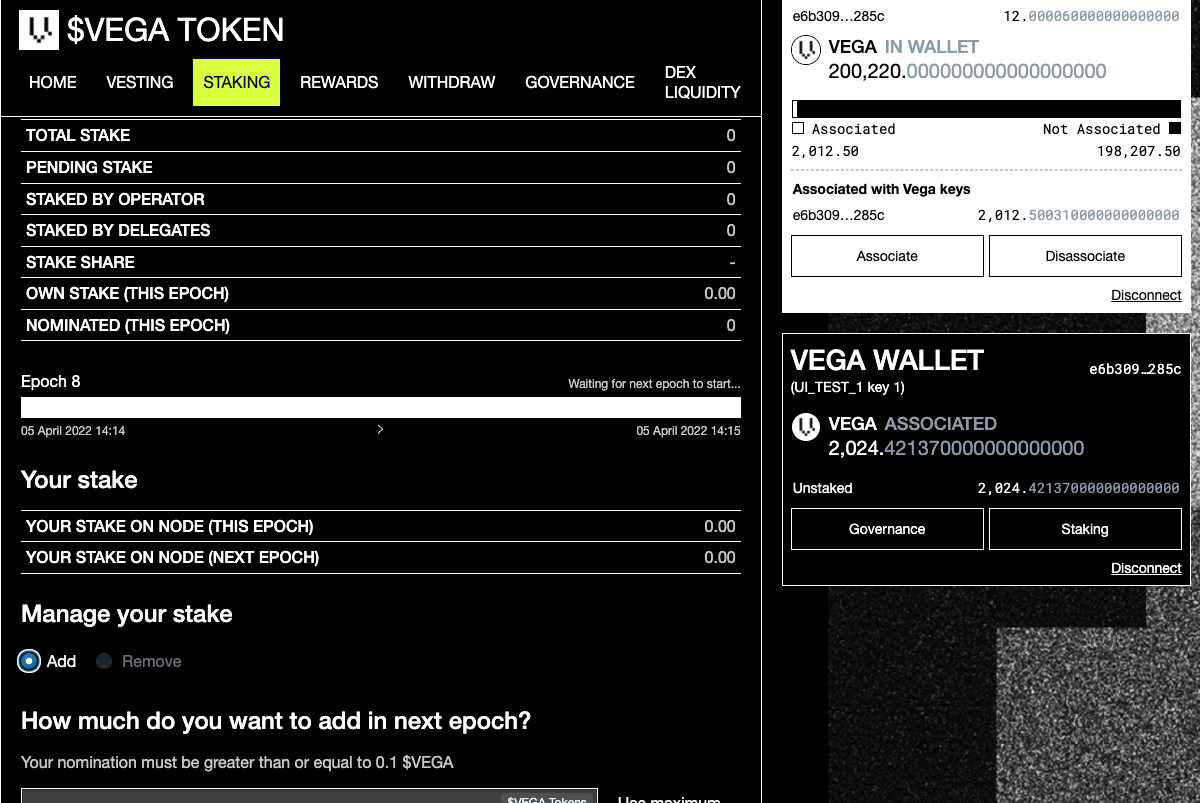 $VEGA TOKEN
HOME VESTING STAKING REWARDS WITHDRAW GOVERNANCE DEX LIQUIDITY
TOTAL STAKE 0
PENDING STAKE 0
STAKED BY OPERATOR 0
STAKED BY DELEGATES 0
STAKE SHARE -
OWN STAKE (THIS EPOCH) 0.00
NOMINATED (THIS EPOCH) 0
Epoch 8 Waiting for next epoch to start...
05 April 2022 14:14 > 05 April 2022 14:15
Your stake
YOUR STAKE ON NODE (THIS EPOCH) 0.00
YOUR STAKE ON NODE (NEXT EPOCH) 0.00
Manage your stake
Add Remove
How much do you want to add in next epoch?
Your nomination must be greater than or equal to 0.1 $VEGA
$VEGA Tokens Use maximum
e6b309…285c 12.000060000000000000
VEGA IN WALLET
200,220.000000000000000000
Associated Not Associated
2,012.50 198,207.50
Associated with Vega keys
e6b309…285c 2,012.500310000000000000
Associate Disassociate
Disconnect
VEGA WALLET e6b309…285c
(UI_TEST_1 key 1)
VEGA ASSOCIATED
2,024.421370000000000000
Unstaked 2,024.421370000000000000
Governance Staking
Disconnect